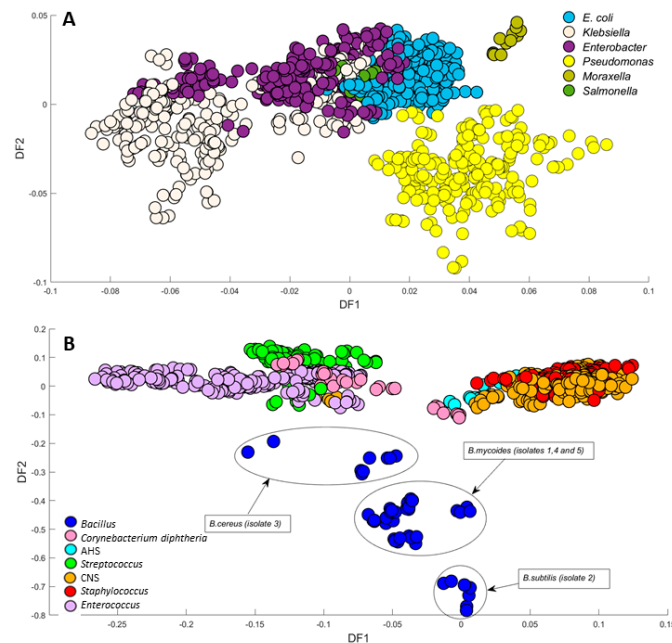 A
E. coli
Klebsiella
Enterobacter
Pseudomonas
Moraxella
Salmonella
0.05
0
-0.05
-0.1
DF2
-0.1 -0.08 -0.06 -0.04 -0.02 0 0.02 0.04 0.06 0.08 0.1
DF1
B
0.2
0.1
0
-0.1
-0.2
-0.3
-0.4
-0.5
-0.6
-0.7
-0.8
DF2
B.mycoides (isolates 1,4 and 5)
B.cereus (isolate 3)
B.subtilis (isolate 2)
Bacillus
Corynebacterium diphtheria
AHS
Streptococcus
CNS
Staphylococcus
Enterococcus
-0.25 -0.2 -0.15 -0.1 -0.05 0 0.05 0.1 0.15
DF1